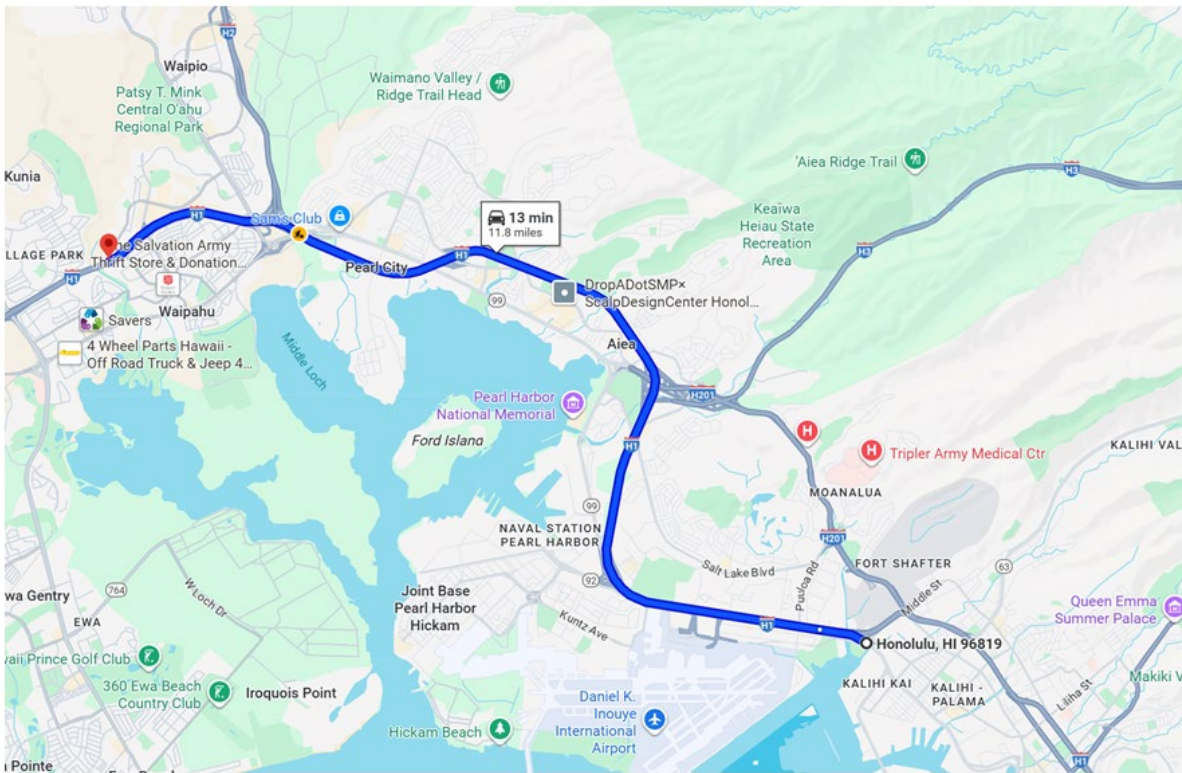 H2
Waipio
Waimano Valley /
Ridge Trail Head
Patsy T. Mink
Central O'ahu
Regional Park
'Aiea Ridge Trail
H3
Kunia
Keaīwa
Heiau State
Recreation
Area
H3
Sam's Club
H1
13 min
11.8 miles
LLAGE PARK
ne Salvation Army
Thrift Store & Donation...
H1
Pearl City
H1
DropADotSMP×
ScalpDesignCenter Honol...
99
Waipahu
Savers
4 Wheel Parts Hawaii -
Off Road Truck & Jeep 4...
Middle Loch
Aiea
H201
Pearl Harbor
National Memorial
Ford Island
H1
H
H
Tripler Army Medical Ctr
KALIHI VAL
MOANALUA
99
NAVAL STATION
PEARL HARBOR
H201
FORT SHAFTER
Salt Lake Blvd
Puuloa Rd
63
Middle St
764
W Loch Dr
92
Joint Base
Pearl Harbor
Hickam
Kuntz Ave
wa Gentry
EWA
Queen Emma
Summer Palace
H1
Honolulu, HI 96819
aii Prince Golf Club
360 Ewa Beach
Country Club
Iroquois Point
KALIHI KAI
KALIHI -
PALAMA
Liliha St
Makiki V
Hickam Beach
Daniel K.
Inouye
International
Airport
H1
Pointe